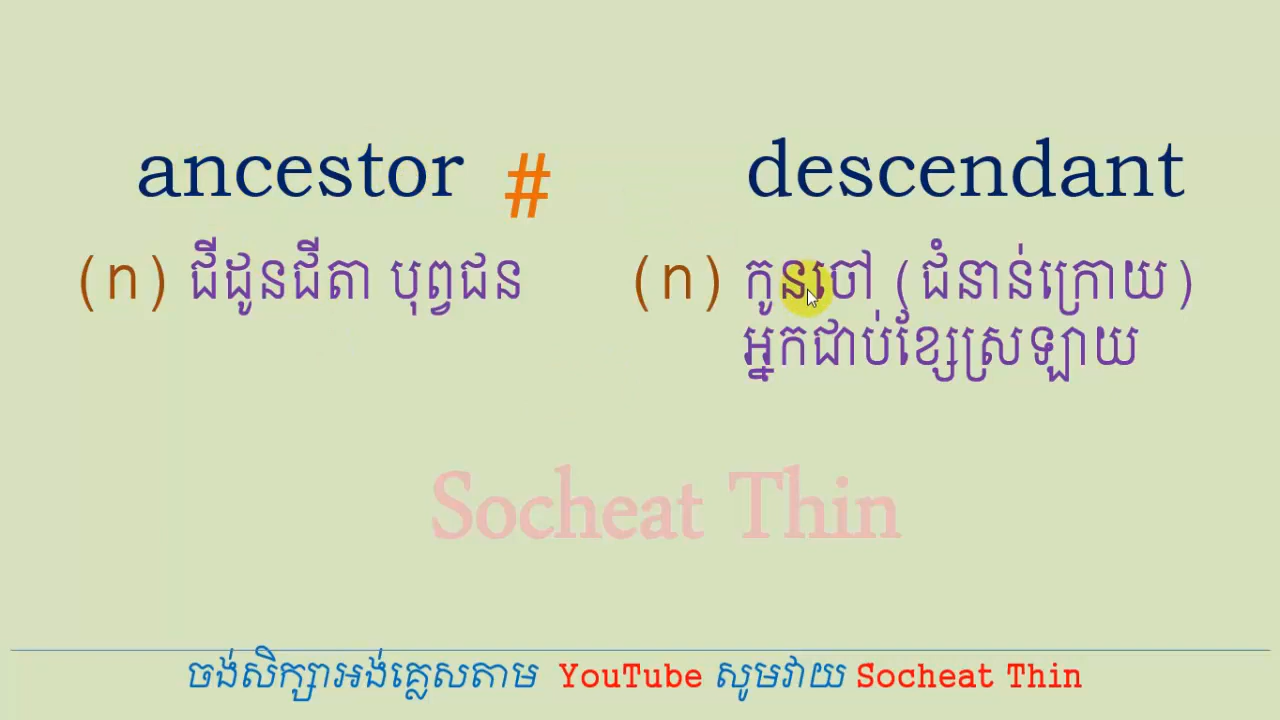 ancestor # descendant
(n) ជីដូនជីតា បុព្វជន
(n) កូនចៅ (ជំនាន់ក្រោយ)
អ្នកជាប់ខ្សែស្រឡាយ
Socheat Thin
ចង់សិក្សាអង់គ្លេសតាម YouTube សូមវាយ Socheat Thin